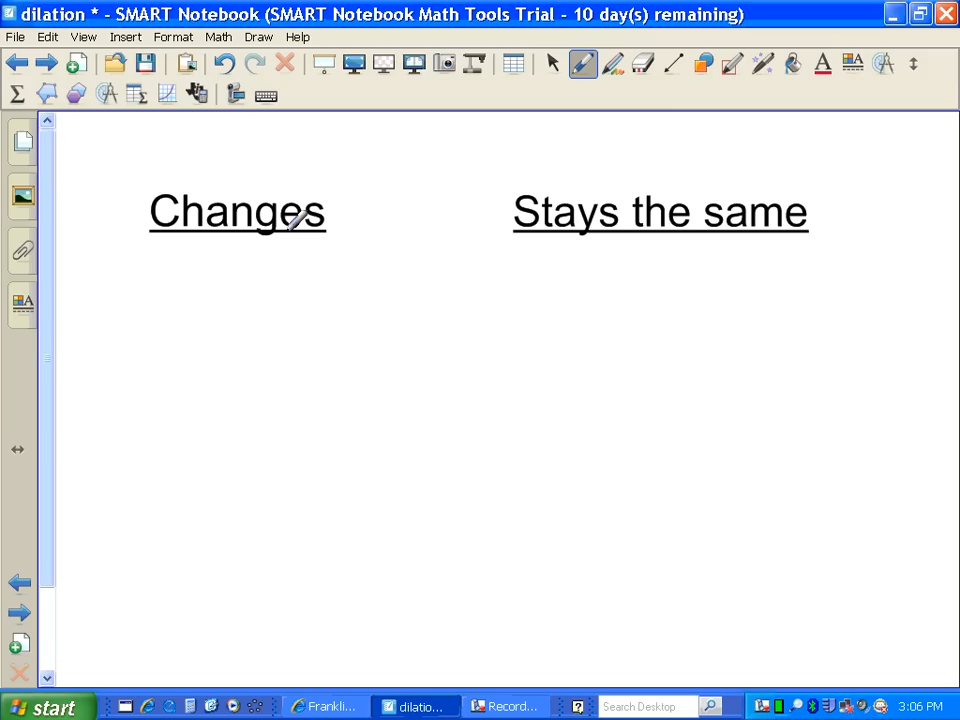 dilation * - SMART Notebook (SMART Notebook Math Tools Trial - 10 day(s) remaining)
File Edit View Insert Format Math Draw Help
Changes Stays the same
start Frankli... dilatio... Record... Search Desktop 3:06 PM